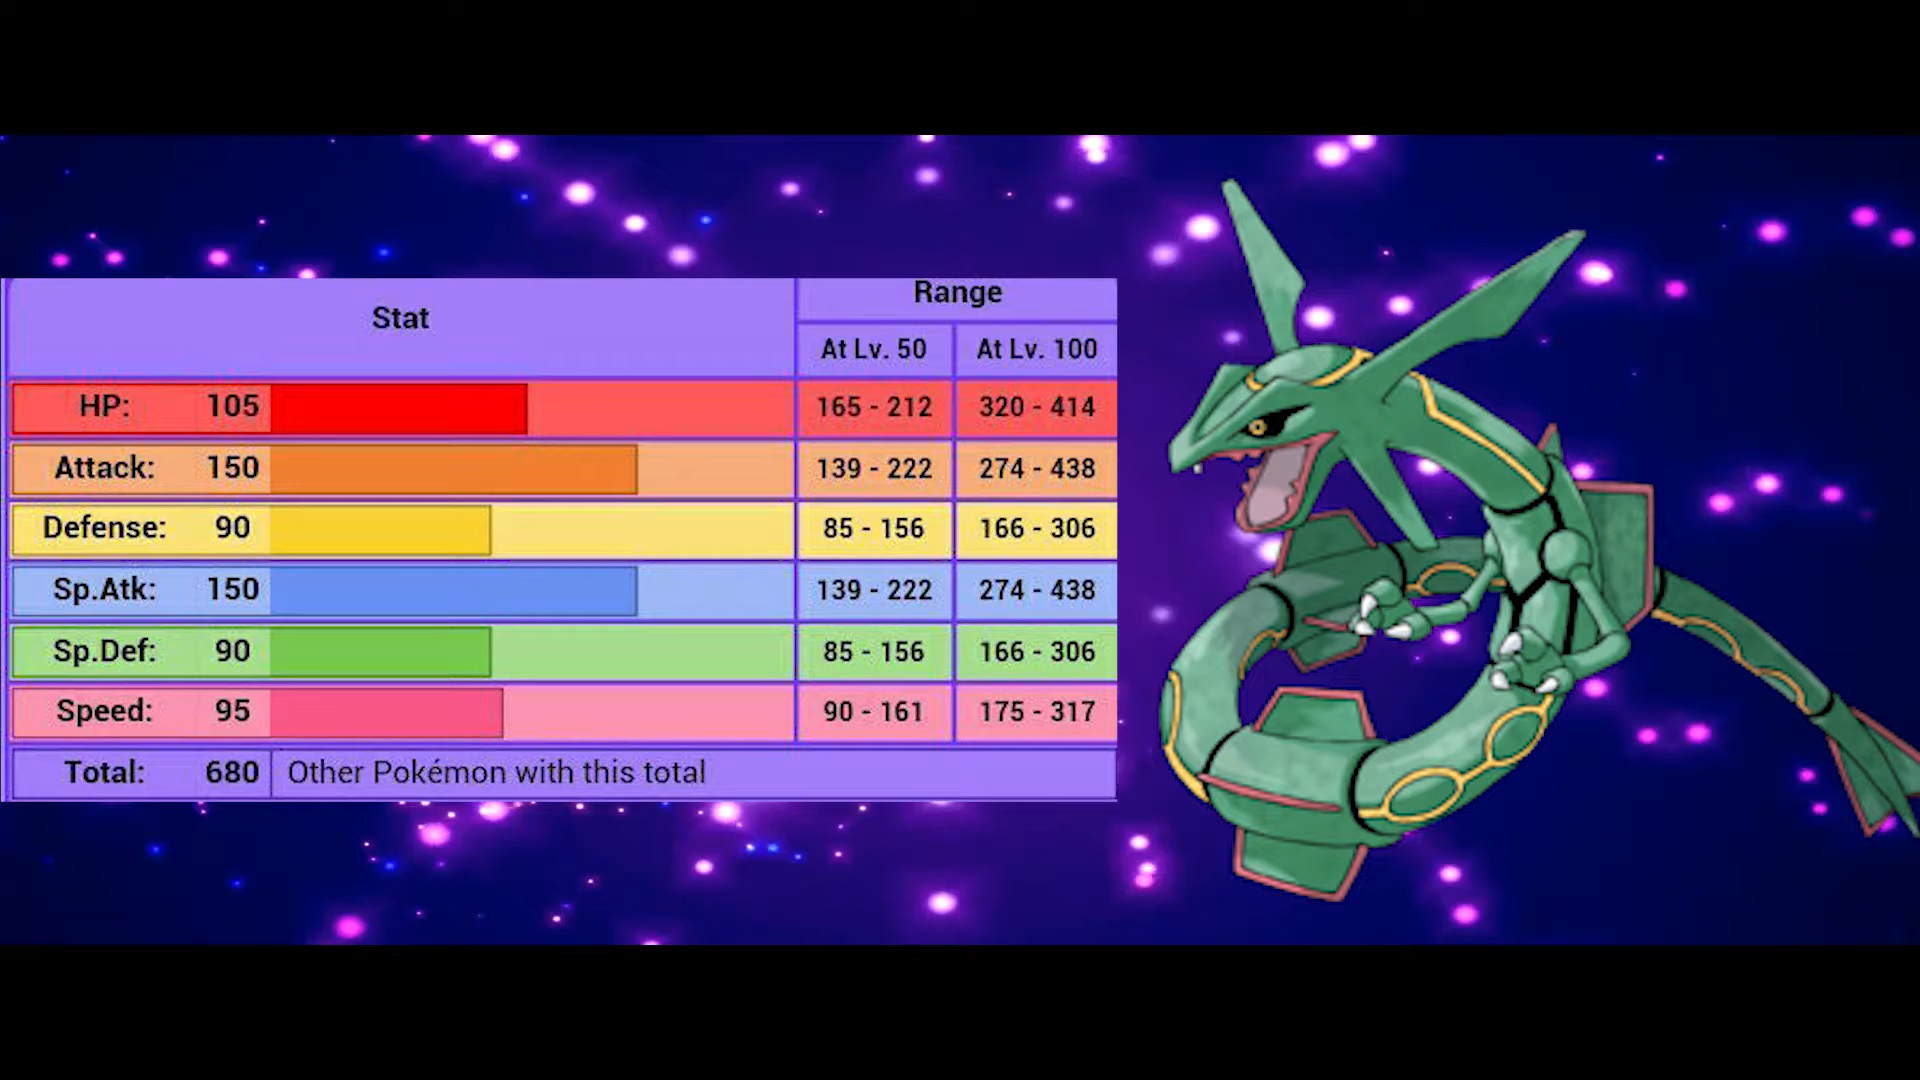 Stat Range
At Lv. 50 At Lv. 100
HP: 105 165 - 212 320 - 414
Attack: 150 139 - 222 274 - 438
Defense: 90 85 - 156 166 - 306
Sp.Atk: 150 139 - 222 274 - 438
Sp.Def: 90 85 - 156 166 - 306
Speed: 95 90 - 161 175 - 317
Total: 680 Other Pokémon with this total